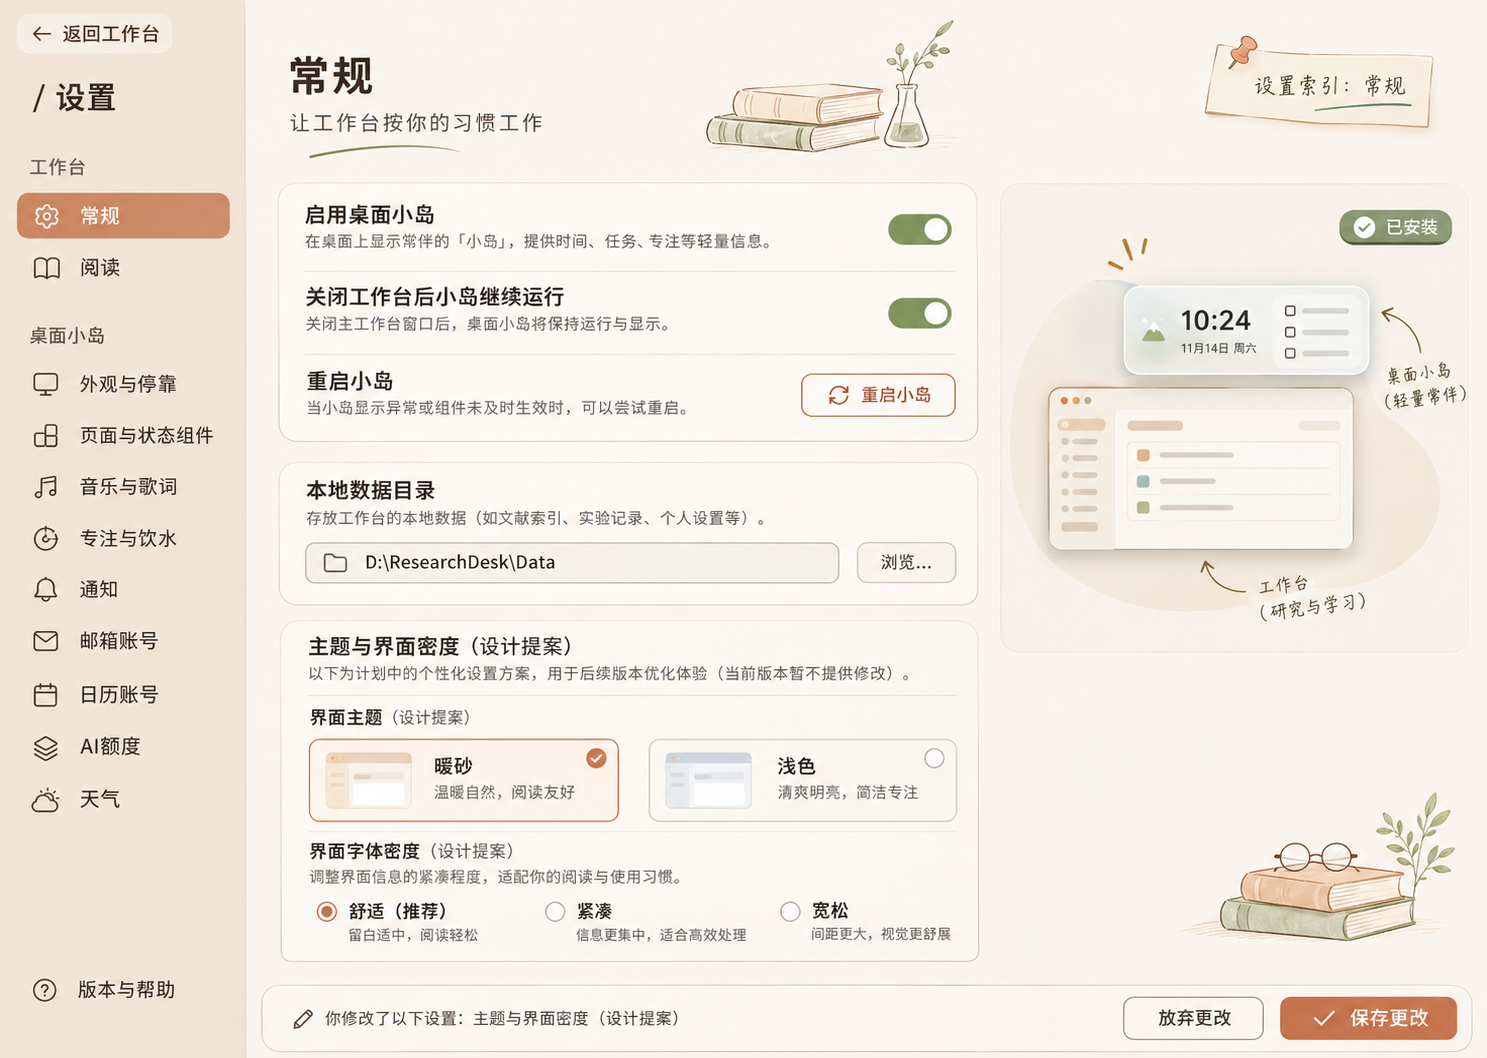 返回工作台
/ 设置
工作台
常规
阅读
桌面小岛
外观与停靠
页面与状态组件
音乐与歌词
专注与饮水
通知
邮箱账号
日历账号
AI额度
天气
版本与帮助
常规
让工作台按你的习惯工作
设置索引：常规
启用桌面小岛
在桌面上显示常伴的「小岛」，提供时间、任务、专注等轻量信息。
关闭工作台后小岛继续运行
关闭主工作台窗口后，桌面小岛将保持运行与显示。
重启小岛
当小岛显示异常或组件未及时生效时，可以尝试重启。
重启小岛
本地数据目录
存放工作台的本地数据（如文献索引、实验记录、个人设置等）。
D:\ResearchDesk\Data
浏览...
主题与界面密度（设计提案）
以下为计划中的个性化设置方案，用于后续版本优化体验（当前版本暂不提供修改）。
界面主题（设计提案）
暖砂
温暖自然，阅读友好
浅色
清爽明亮，简洁专注
界面字体密度（设计提案）
调整界面信息的紧凑程度，适配你的阅读与使用习惯。
舒适（推荐）
留白适中，阅读轻松
紧凑
信息更集中，适合高效处理
宽松
间距更大，视觉更舒展
已安装
10:24
11月14日 周六
桌面小岛
（轻量常伴）
工作台
（研究与学习）
你修改了以下设置：主题与界面密度（设计提案）
放弃更改
保存更改